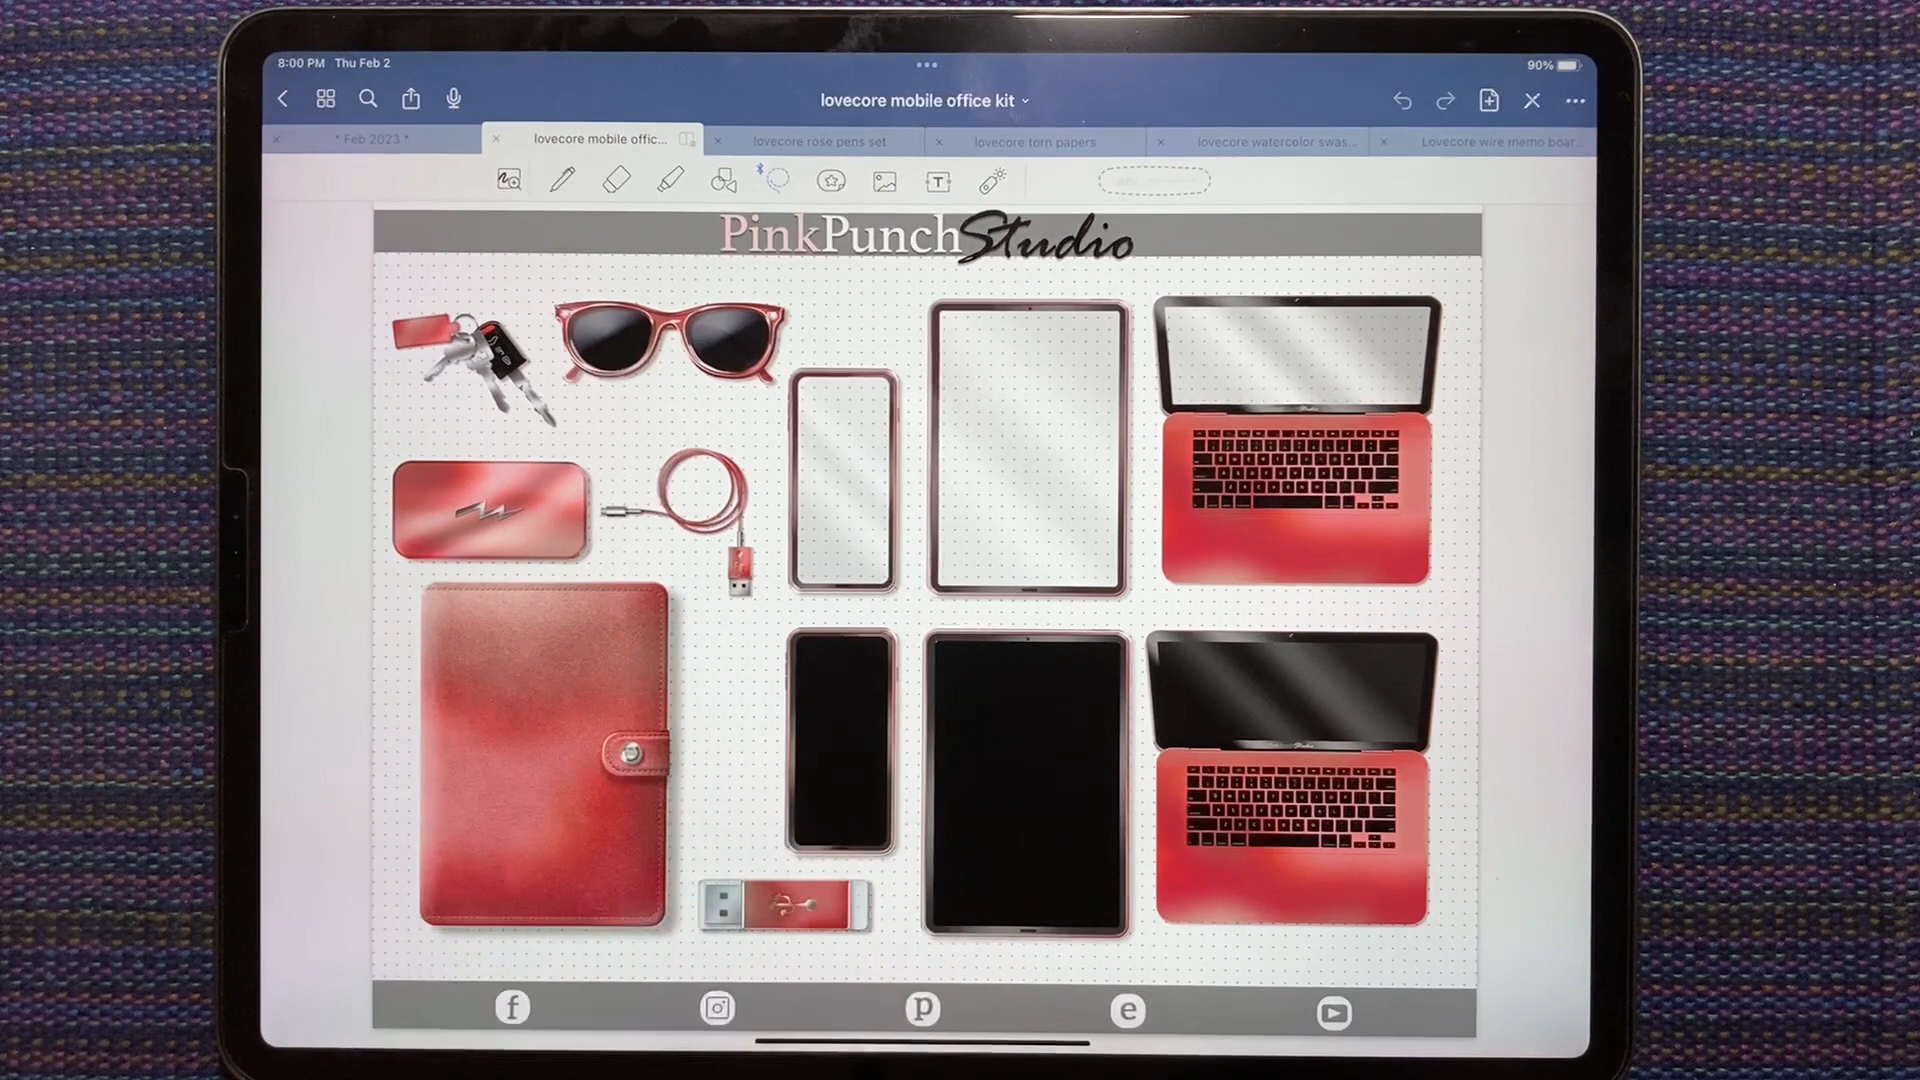 8:00 PM Thu Feb 2
90%
lovecore mobile office kit
* Feb 2023 *
lovecore mobile offic...
lovecore rose pens set
lovecore torn papers
lovecore watercolor swas...
Lovecore wire memo boar...
T
PinkPunchStudio
f
p
e